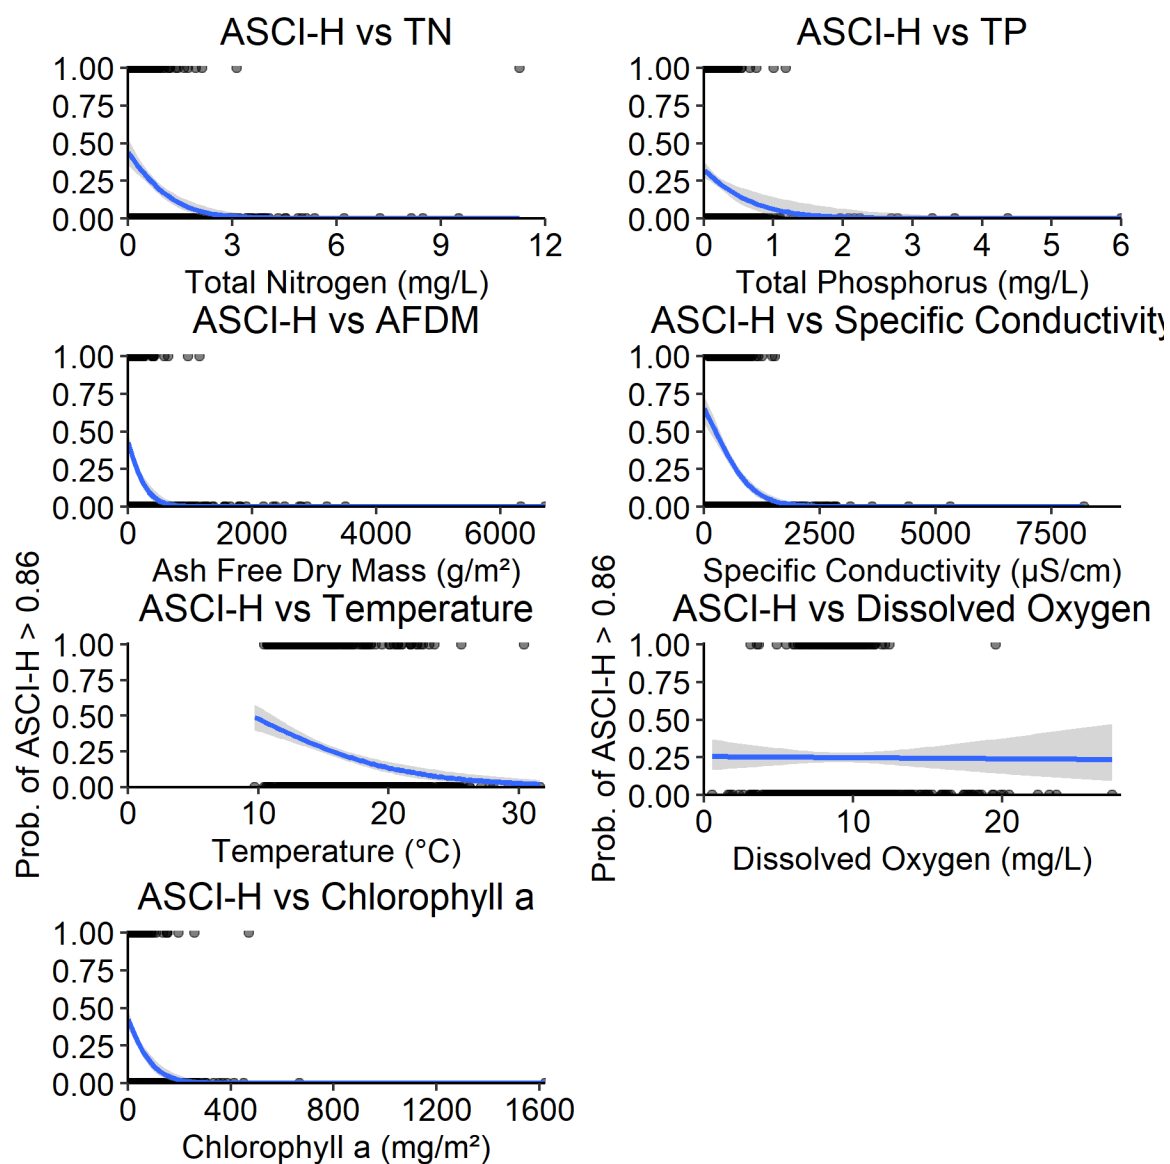 ASCI-H vs TN
1.00
0.75
0.50
0.25
0.00
0 3 6 9 12
Total Nitrogen (mg/L)
ASCI-H vs TP
1.00
0.75
0.50
0.25
0.00
0 1 2 3 4 5 6
Total Phosphorus (mg/L)
ASCI-H vs AFDM
1.00
0.75
0.50
0.25
0.00
0 2000 4000 6000
Ash Free Dry Mass (g/m²)
ASCI-H vs Specific Conductivity
1.00
0.75
0.50
0.25
0.00
0 2500 5000 7500
Specific Conductivity (µS/cm)
Prob. of ASCI-H > 0.86
ASCI-H vs Temperature
1.00
0.75
0.50
0.25
0.00
0 10 20 30
Temperature (°C)
Prob. of ASCI-H > 0.86
ASCI-H vs Dissolved Oxygen
1.00
0.75
0.50
0.25
0.00
0 10 20
Dissolved Oxygen (mg/L)
ASCI-H vs Chlorophyll a
1.00
0.75
0.50
0.25
0.00
0 400 800 1200 1600
Chlorophyll a (mg/m²)